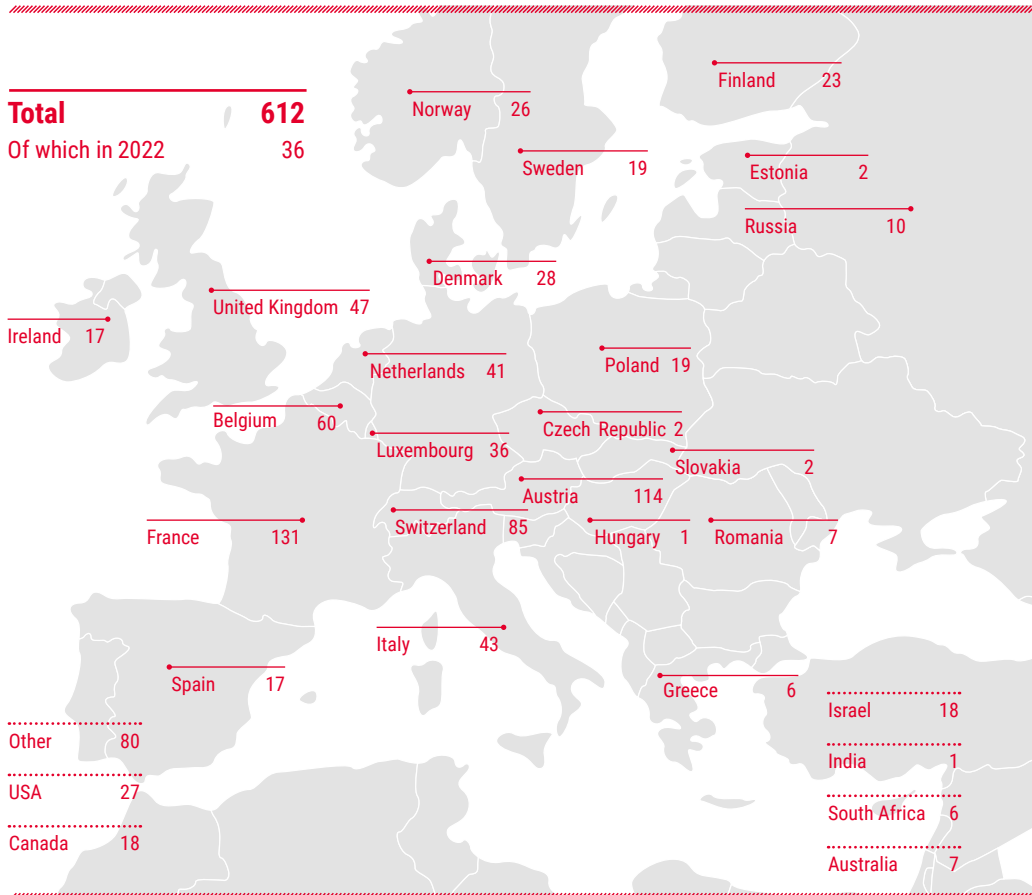 Total 612
Of which in 2022 36
Finland 23
Norway 26
Sweden 19
Estonia 2
Russia 10
Denmark 28
United Kingdom 47
Ireland 17
Netherlands 41
Poland 19
Belgium 60
Czech Republic 2
Luxembourg 36
Slovakia 2
Austria 114
Switzerland 85
France 131
Hungary 1
Romania 7
Italy 43
Spain 17
Greece 6
Other 80
USA 27
Canada 18
Israel 18
India 1
South Africa 6
Australia 7